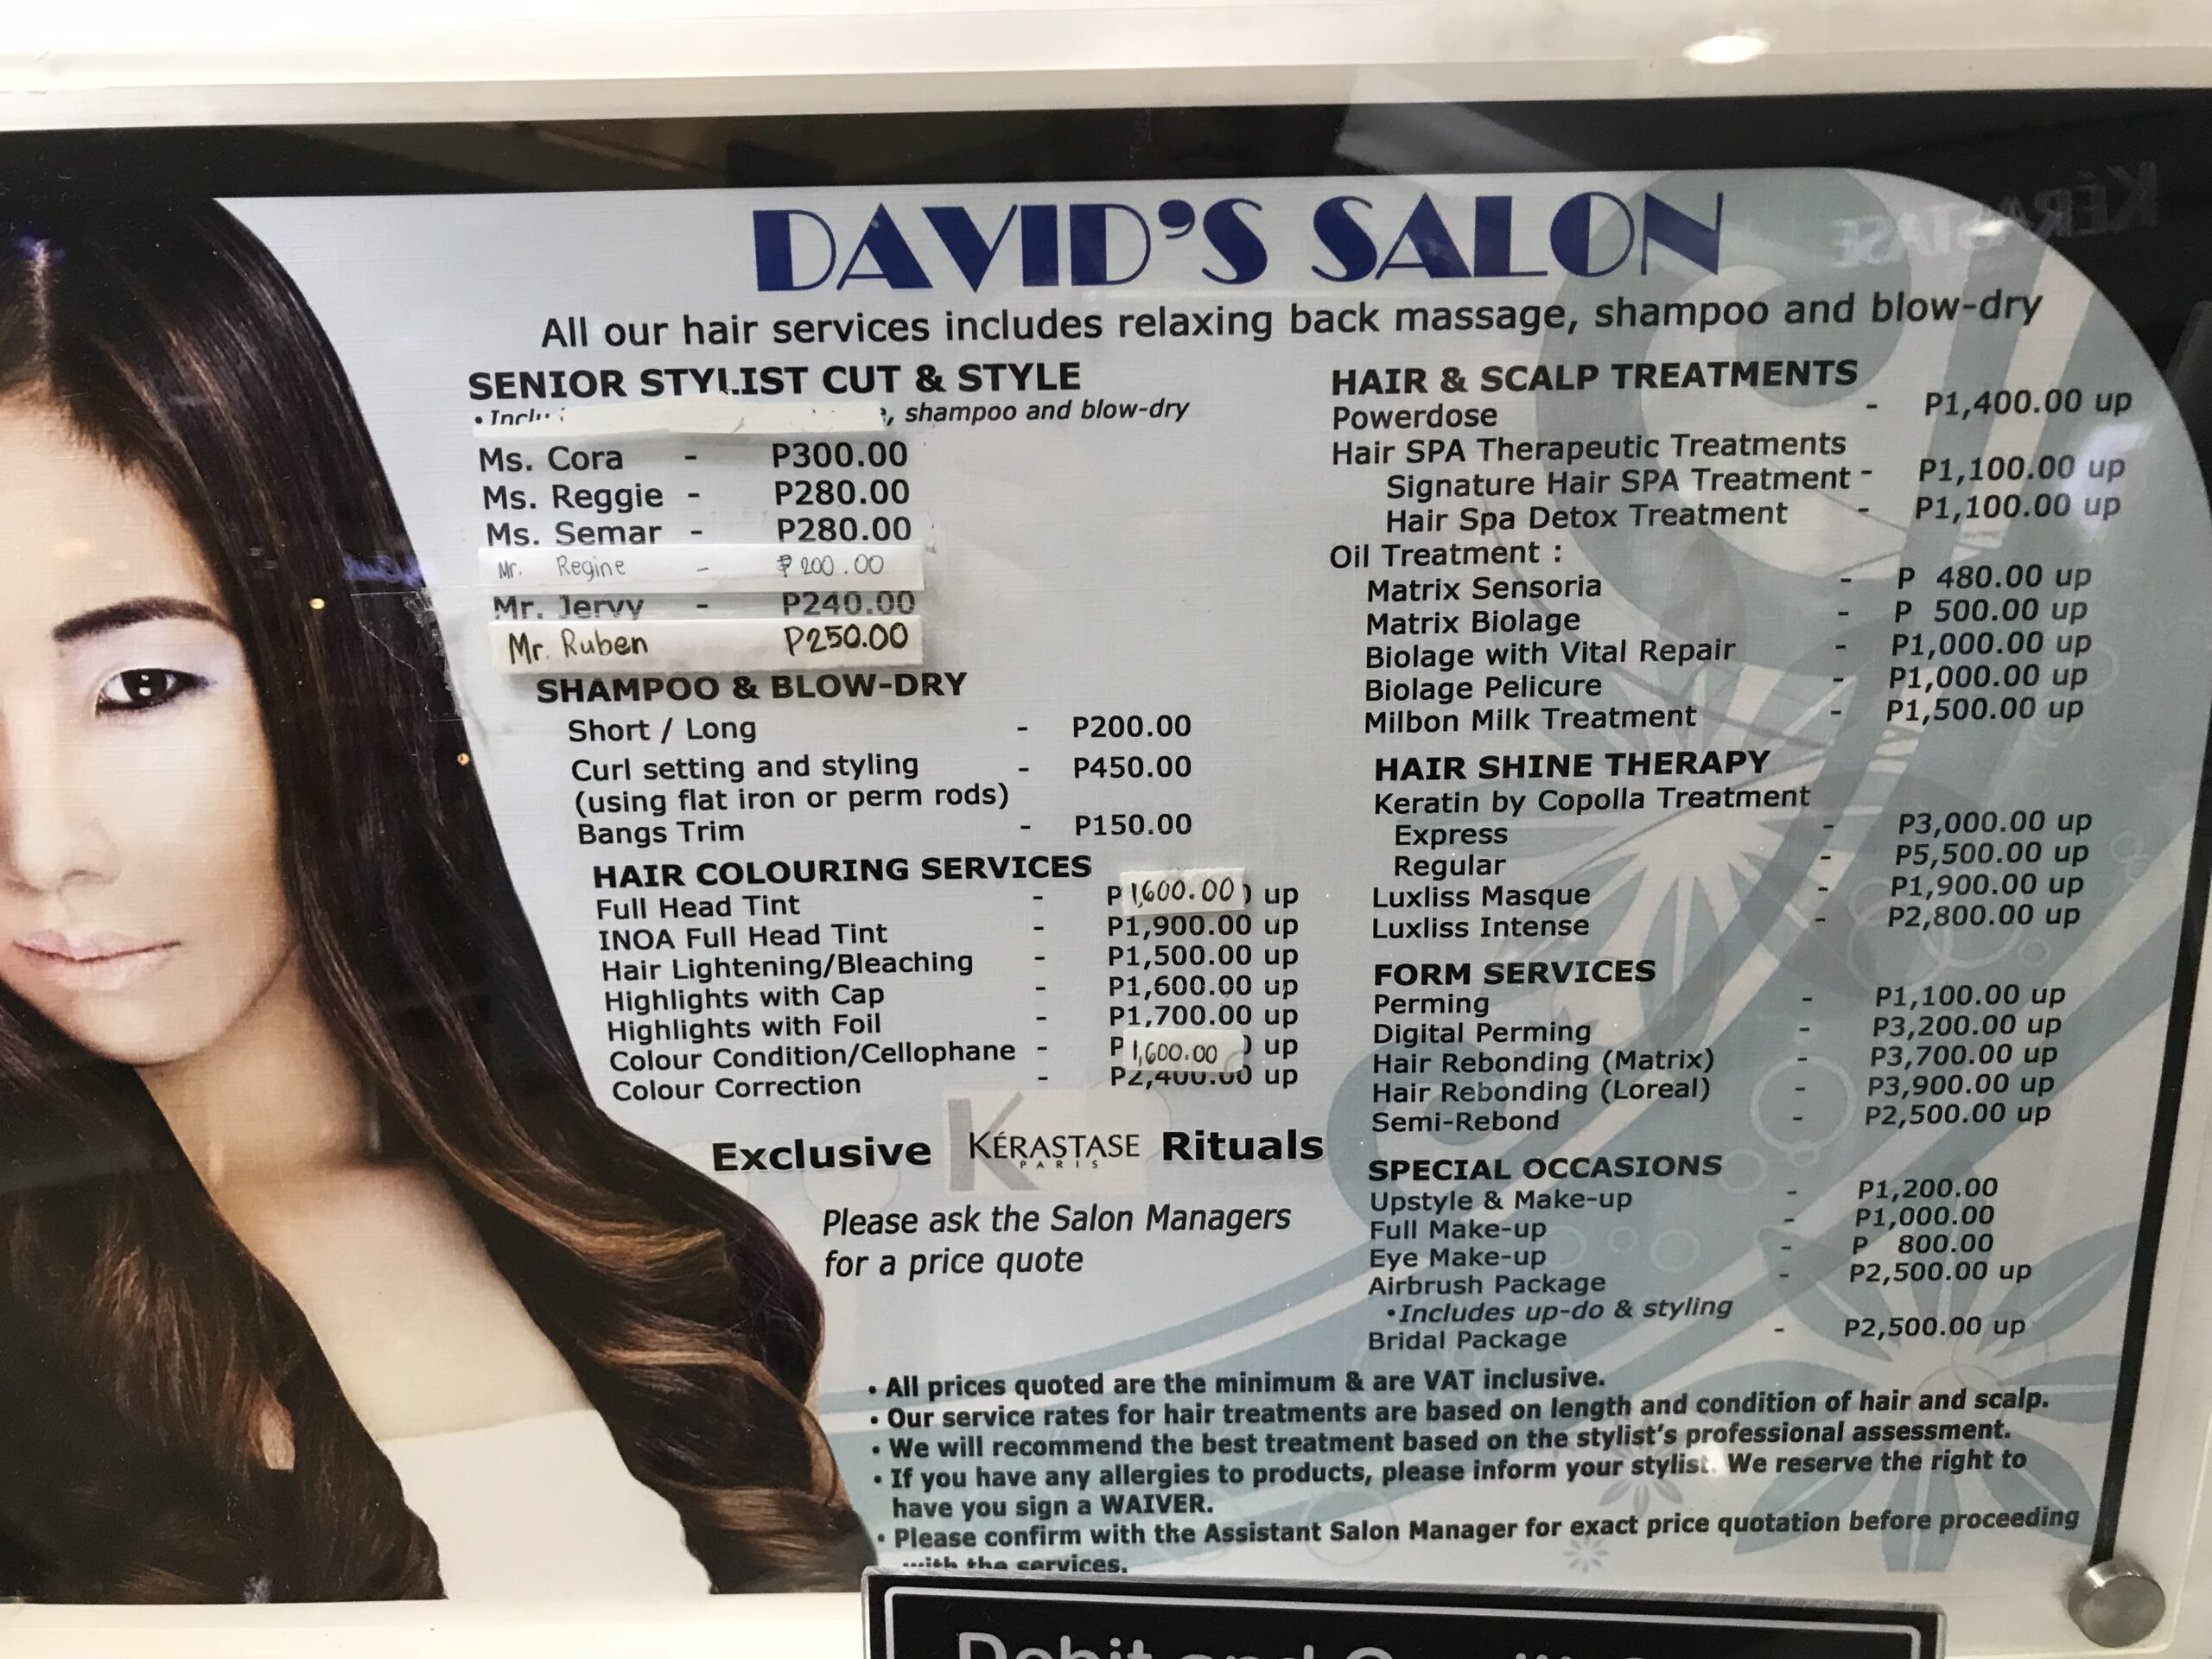 DAVID'S SALON
KÉRASTASE
All our hair services includes relaxing back massage, shampoo and blow-dry
SENIOR STYLIST CUT & STYLE
, shampoo and blow-dry
Ms. Cora - P300.00
Ms. Reggie - P280.00
Ms. Semar - P280.00
Mr. Regine - ₱200.00
Mr. Jervy - P240.00
Mr. Ruben P250.00
SHAMPOO & BLOW-DRY
Short / Long - P200.00
Curl setting and styling - P450.00
(using flat iron or perm rods)
Bangs Trim - P150.00
HAIR COLOURING SERVICES
Full Head Tint - P 1,600.00 up
INOA Full Head Tint - P1,900.00 up
Hair Lightening/Bleaching - P1,500.00 up
Highlights with Cap - P1,600.00 up
Highlights with Foil - P1,700.00 up
Colour Condition/Cellophane - P 1,600.00 up
Colour Correction - P2,400.00 up
Exclusive KÉRASTASE Rituals
PARIS
Please ask the Salon Managers
for a price quote
HAIR & SCALP TREATMENTS
Powerdose - P1,400.00 up
Hair SPA Therapeutic Treatments
Signature Hair SPA Treatment - P1,100.00 up
Hair Spa Detox Treatment - P1,100.00 up
Oil Treatment :
Matrix Sensoria - P 480.00 up
Matrix Biolage - P 500.00 up
Biolage with Vital Repair - P1,000.00 up
Biolage Pelicure - P1,000.00 up
Milbon Milk Treatment - P1,500.00 up
HAIR SHINE THERAPY
Keratin by Copolla Treatment
Express - P3,000.00 up
Regular - P5,500.00 up
Luxliss Masque - P1,900.00 up
Luxliss Intense - P2,800.00 up
FORM SERVICES
Perming - P1,100.00 up
Digital Perming - P3,200.00 up
Hair Rebonding (Matrix) - P3,700.00 up
Hair Rebonding (Loreal) - P3,900.00 up
Semi-Rebond - P2,500.00 up
SPECIAL OCCASIONS
Upstyle & Make-up - P1,200.00
Full Make-up - P1,000.00
Eye Make-up - P 800.00
Airbrush Package - P2,500.00 up
•Includes up-do & styling
Bridal Package - P2,500.00 up
• All prices quoted are the minimum & are VAT inclusive.
• Our service rates for hair treatments are based on length and condition of hair and scalp.
• We will recommend the best treatment based on the stylist's professional assessment.
• If you have any allergies to products, please inform your stylist. We reserve the right to
have you sign a WAIVER.
• Please confirm with the Assistant Salon Manager for exact price quotation before proceeding
with the services.
Debit and